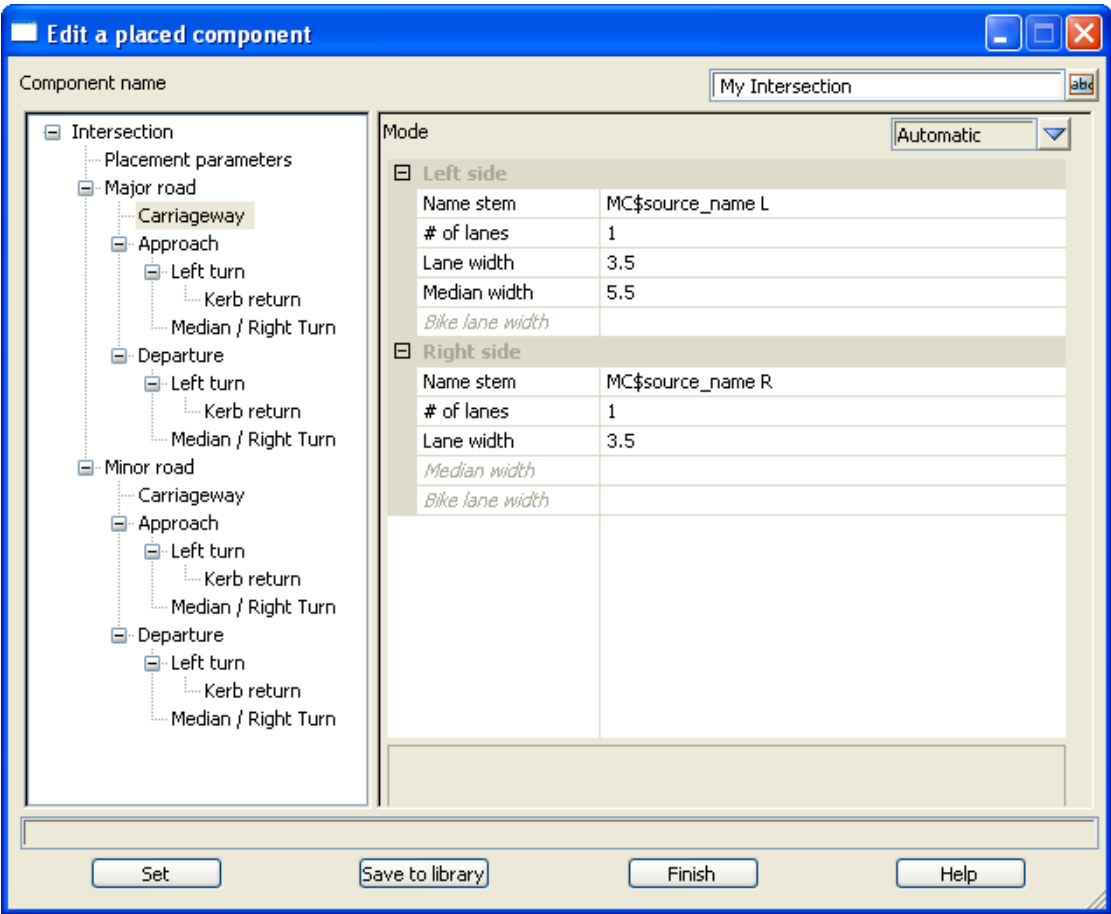 Edit a placed component
Component name
My Intersection
abc
Intersection
Placement parameters
Major road
Carriageway
Approach
Left turn
Kerb return
Median / Right Turn
Departure
Left turn
Kerb return
Median / Right Turn
Minor road
Carriageway
Approach
Left turn
Kerb return
Median / Right Turn
Departure
Left turn
Kerb return
Median / Right Turn
Mode
Automatic
Left side
Name stem MC$source_name L
# of lanes 1
Lane width 3.5
Median width 5.5
Bike lane width
Right side
Name stem MC$source_name R
# of lanes 1
Lane width 3.5
Median width
Bike lane width
Set
Save to library
Finish
Help